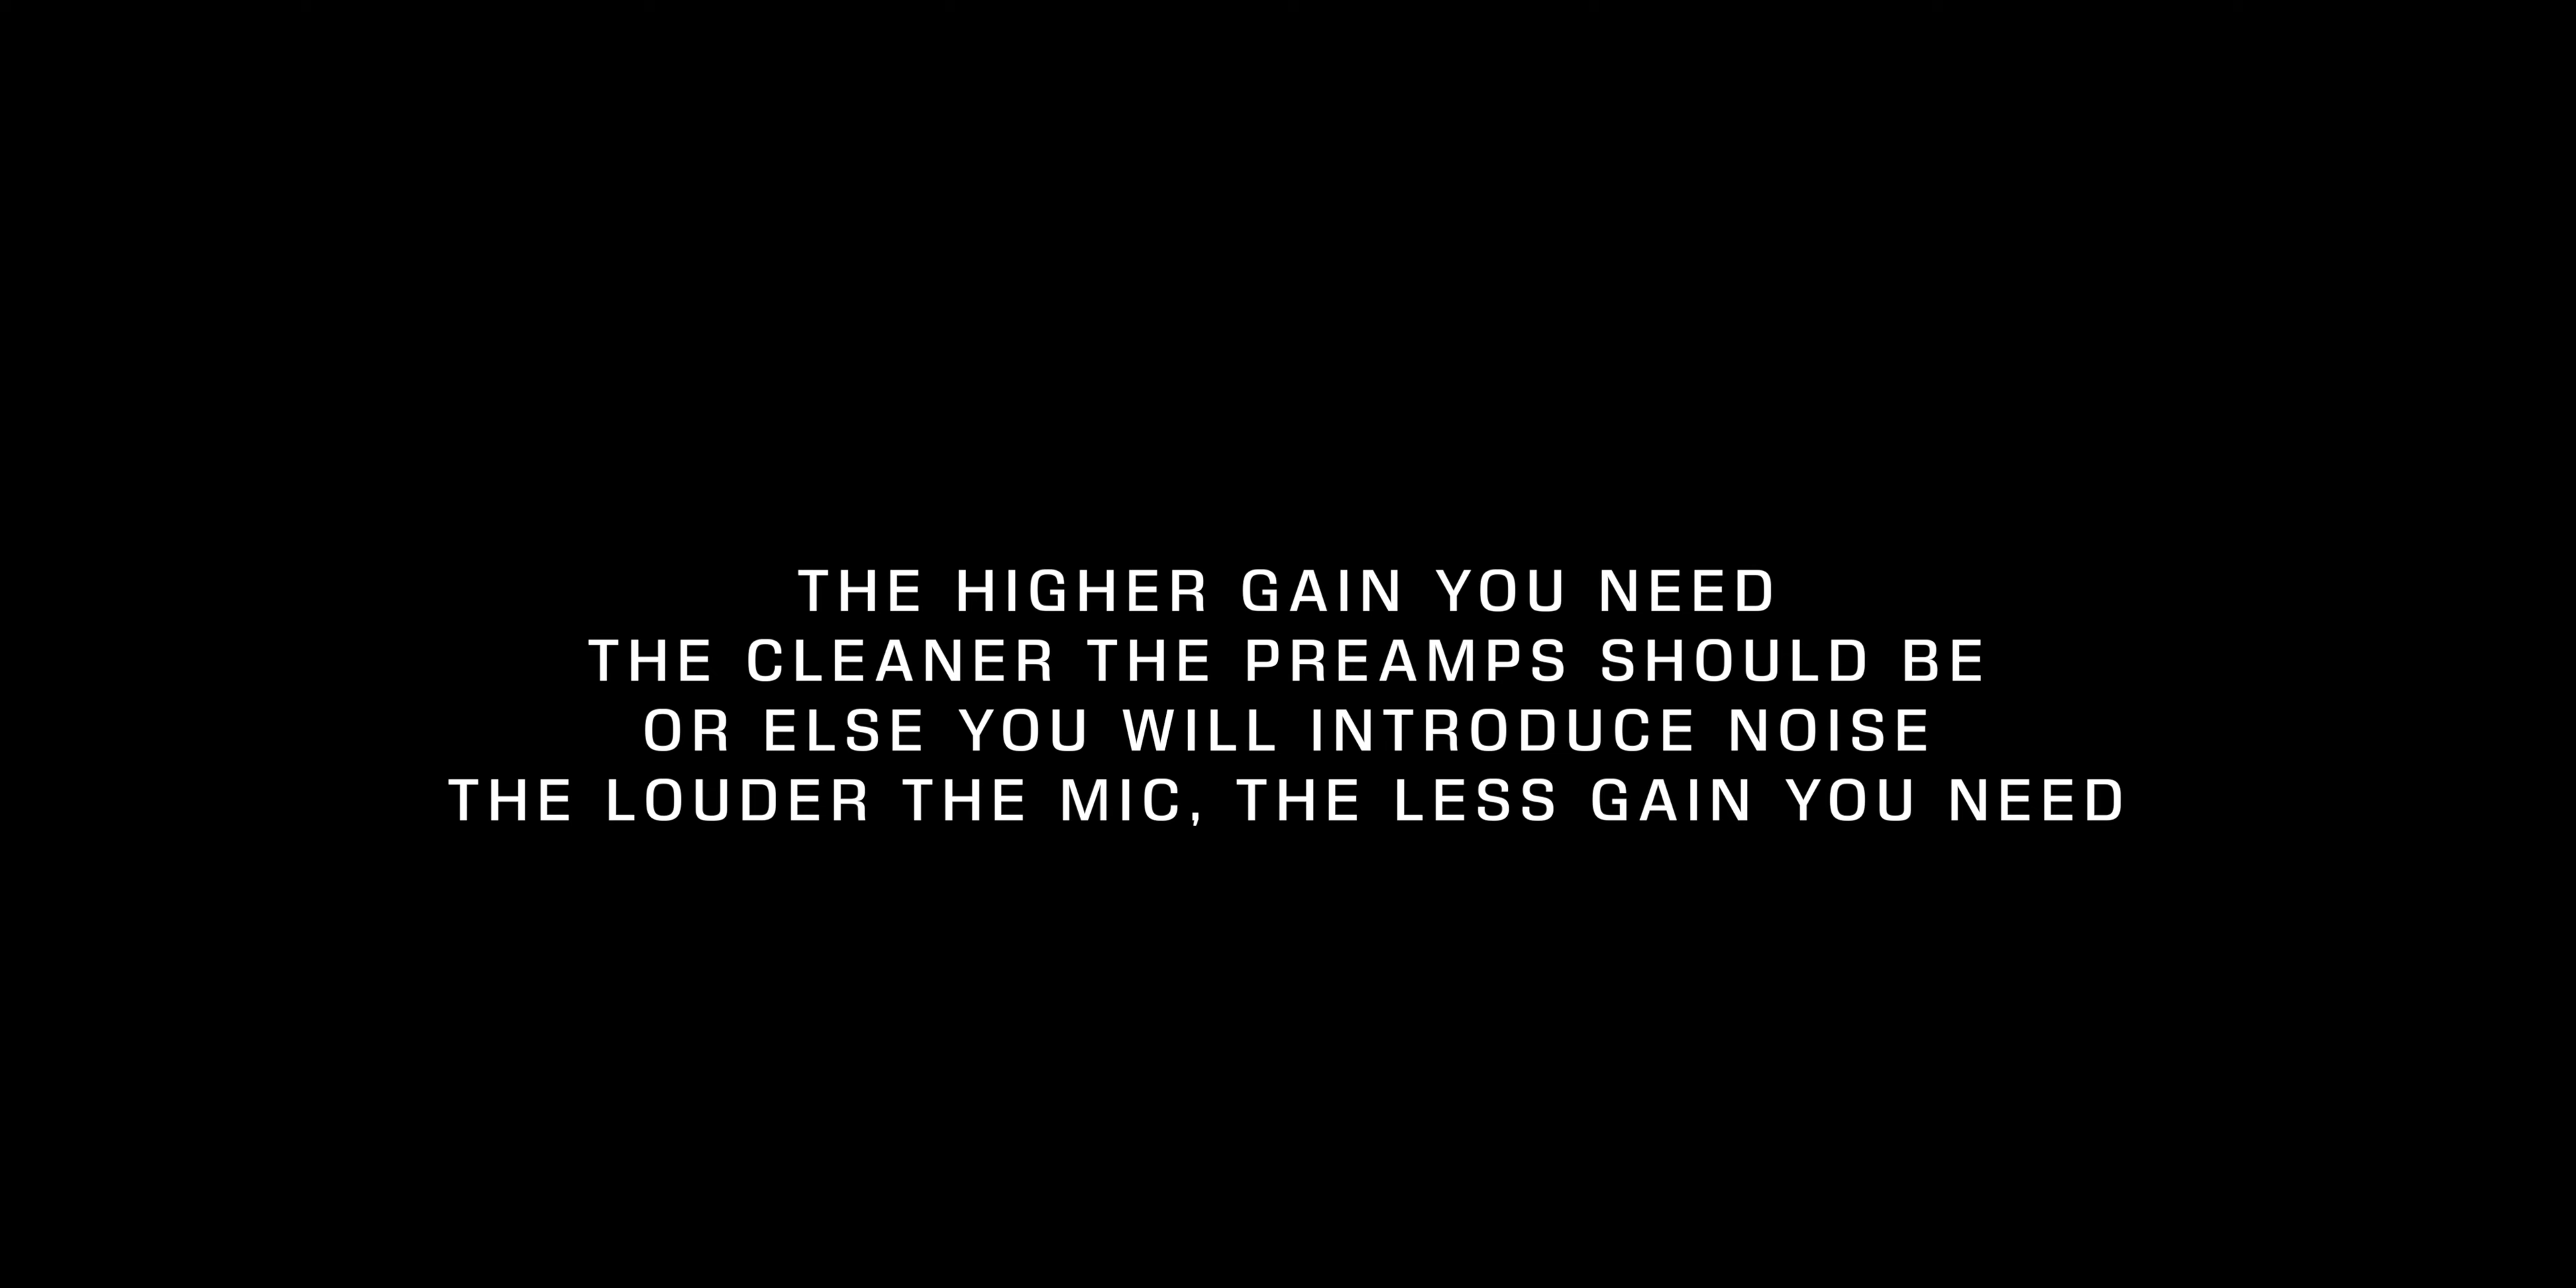 THE HIGHER GAIN YOU NEED
THE CLEANER THE PREAMPS SHOULD BE
OR ELSE YOU WILL INTRODUCE NOISE
THE LOUDER THE MIC, THE LESS GAIN YOU NEED